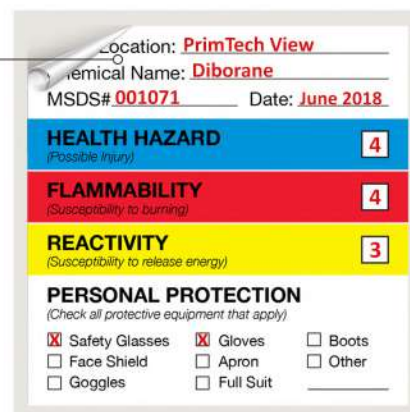 Location: PrimTech View
Chemical Name: Diborane
MSDS# 001071 Date: June 2018
HEALTH HAZARD 4
(Possible Injury)
FLAMMABILITY 4
(Susceptibility to burning)
REACTIVITY 3
(Susceptibility to release energy)
PERSONAL PROTECTION
(Check all protective equipment that apply)
X Safety Glasses X Gloves Boots
Face Shield Apron Other
Goggles Full Suit